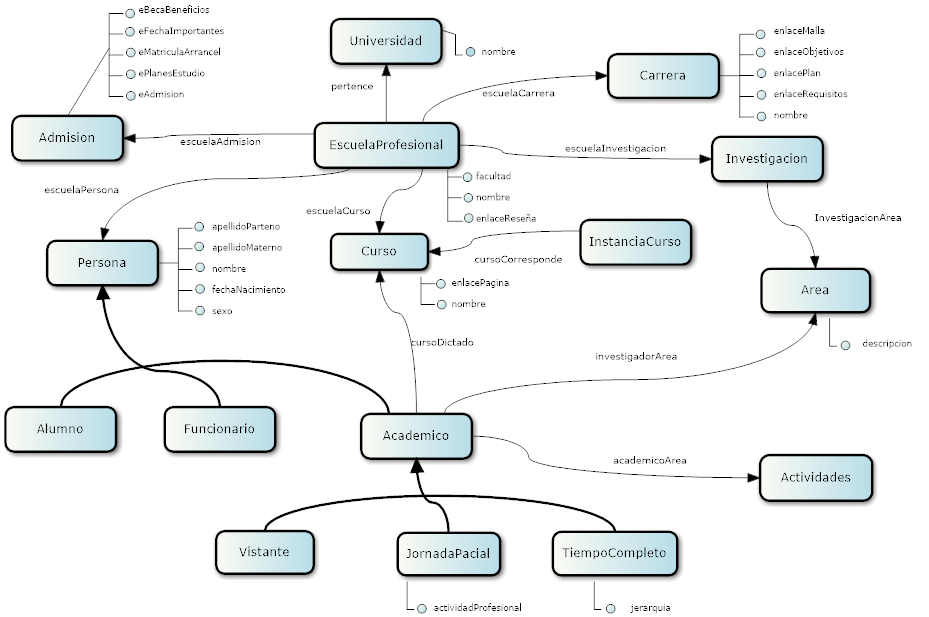 eBecaBeneficios
eFechaImportantes
eMatriculaArrancel
ePlanesEstudio
eAdmision
Universidad
nombre
pertence
enlaceMalla
enlaceObjetivos
enlacePlan
enlaceRequisitos
nombre
Carrera
escuelaCarrera
Admision
escuelaAdmision
EscuelaProfesional
escuelaInvestigacion
Investigacion
facultad
nombre
enlaceReseña
escuelaPersona
escuelaCurso
InvestigacionArea
Persona
apellidoParteno
apellidoMaterno
nombre
fechaNacimiento
sexo
Curso
InstanciaCurso
cursoCorresponde
enlacePagina
nombre
Area
descripcion
cursoDictado
investigadorArea
Alumno
Funcionario
Academico
academicoArea
Actividades
Vistante
JornadaPacial
TiempoCompleto
actividadProfesional
jerarquia